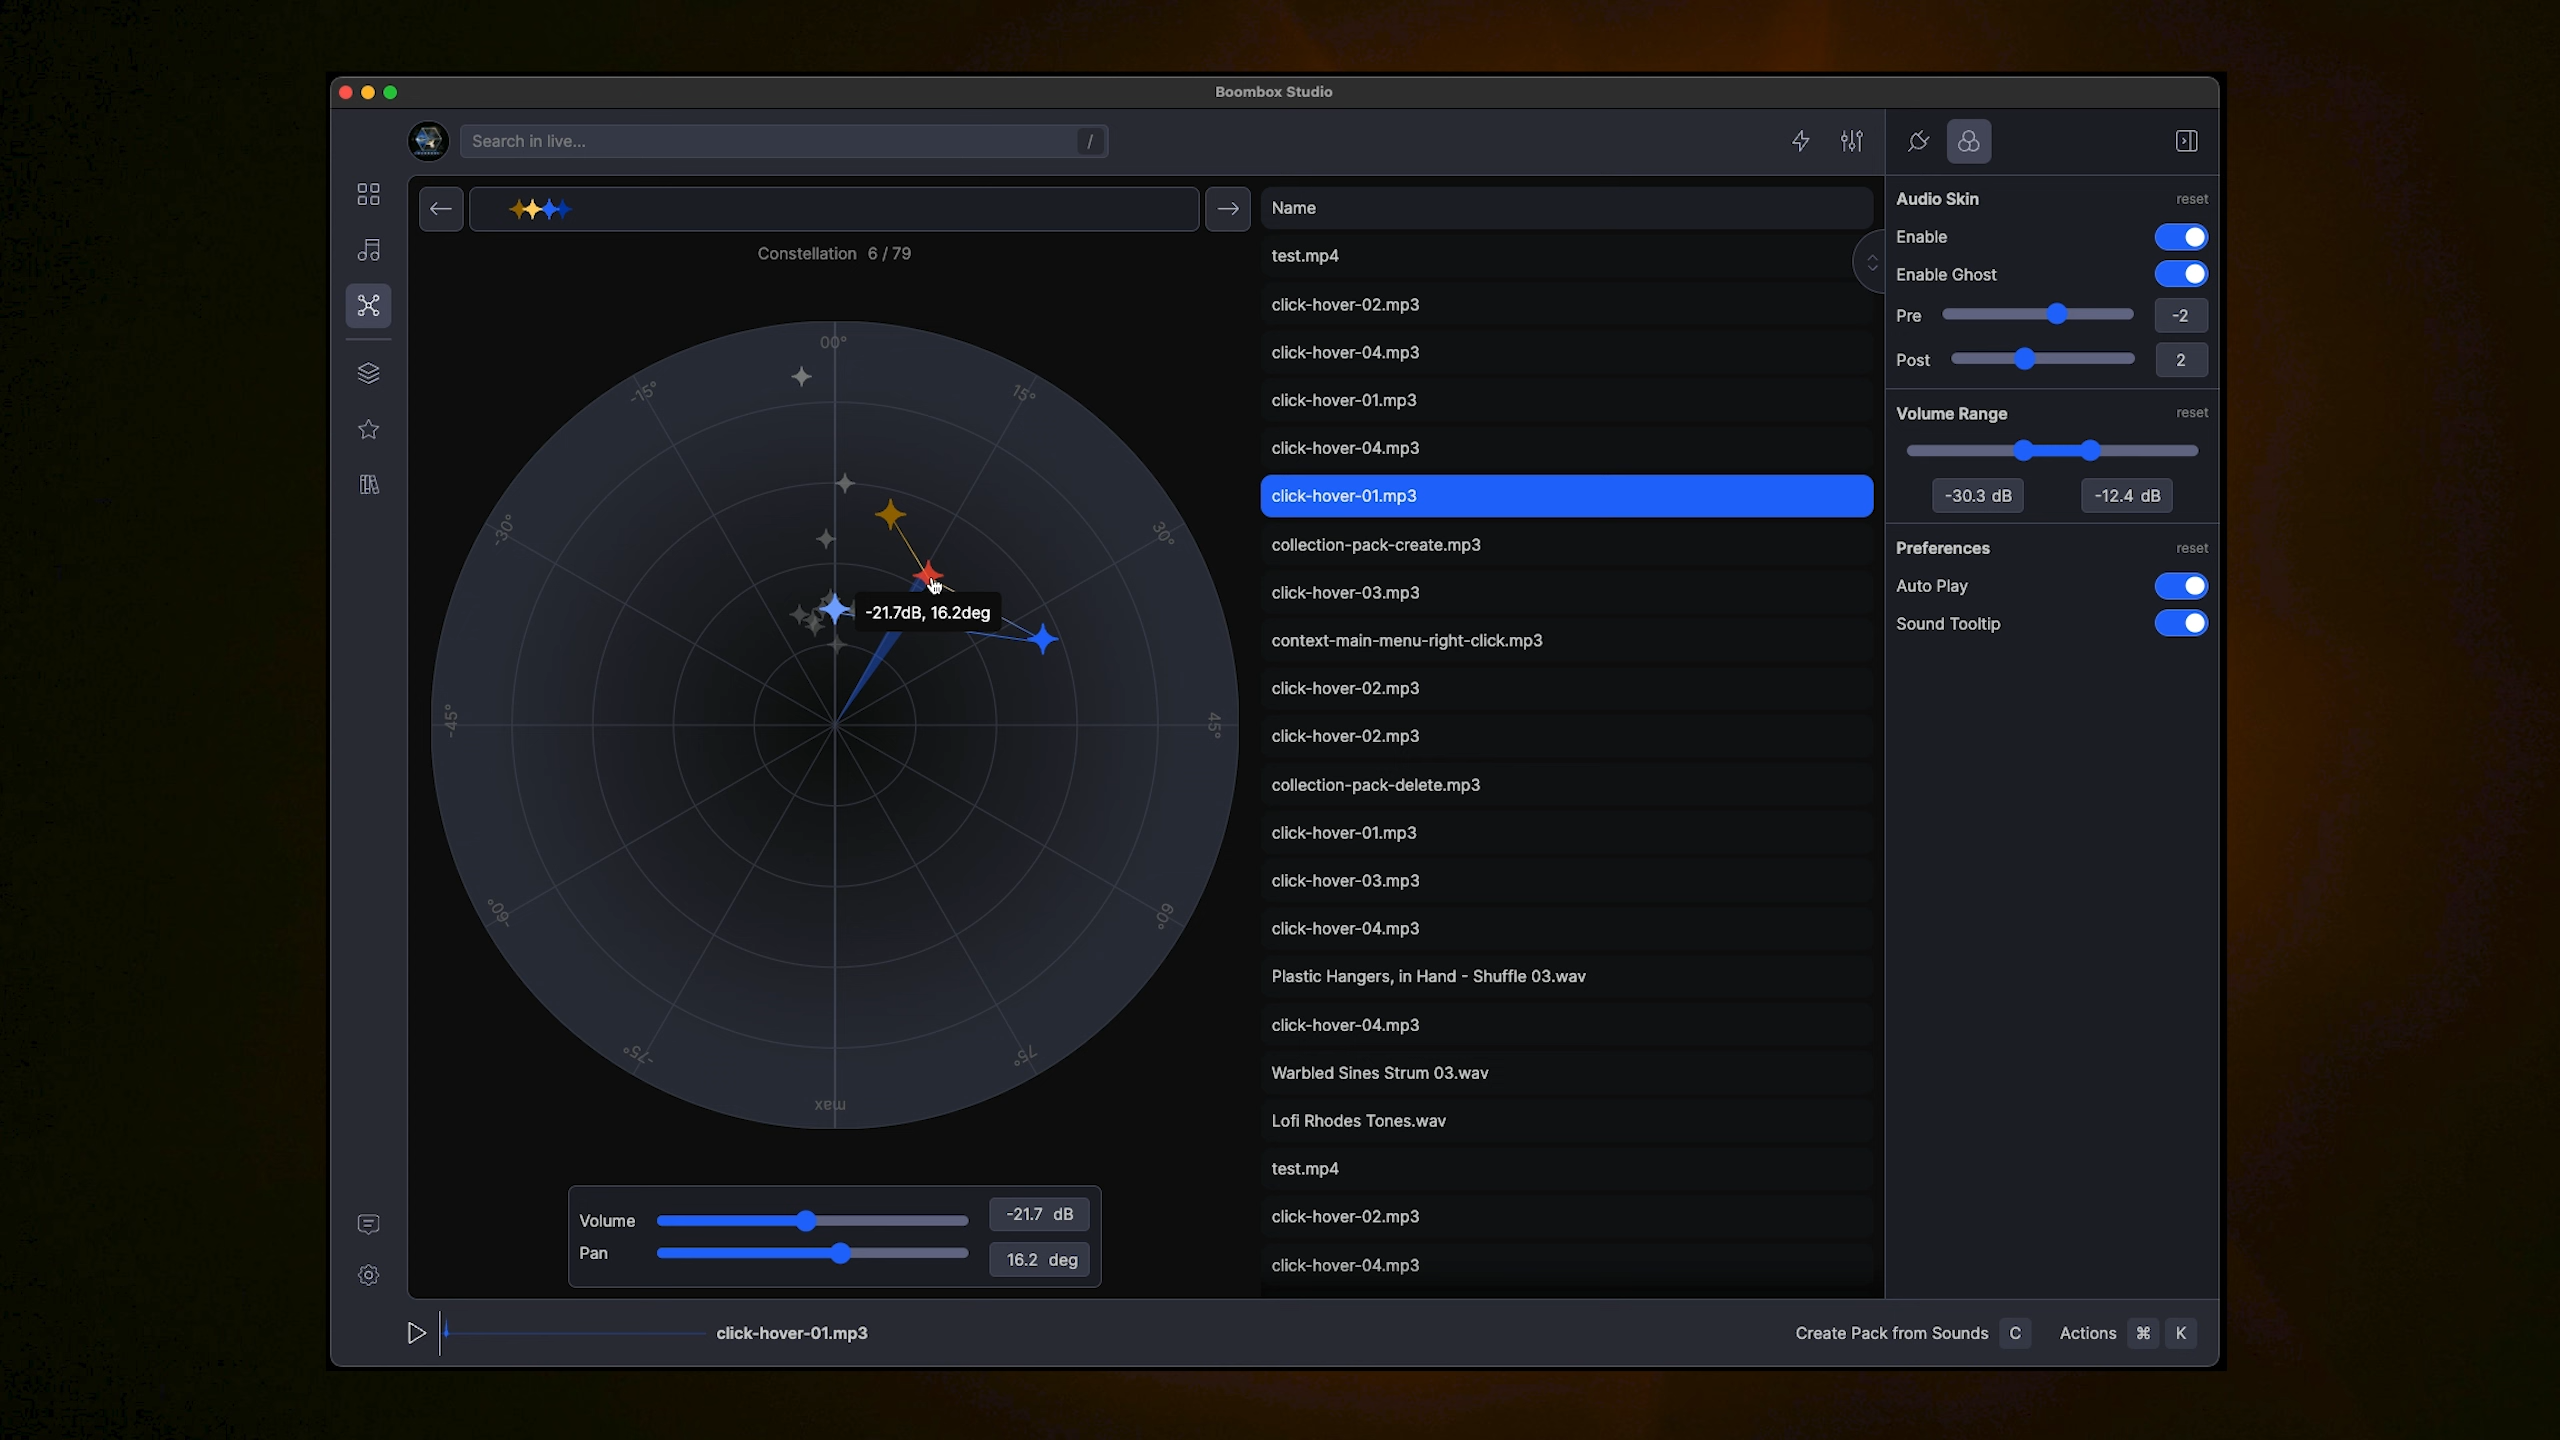 Boombox Studio
Search in live...
/
Constellation 6 / 79
00°
-15°
15°
-30°
30°
-45°
45°
-60°
60°
-75°
75°
max
-21.7dB, 16.2deg
Volume
-21.7 dB
Pan
16.2 deg
Name
test.mp4
click-hover-02.mp3
click-hover-04.mp3
click-hover-01.mp3
click-hover-04.mp3
click-hover-01.mp3
collection-pack-create.mp3
click-hover-03.mp3
context-main-menu-right-click.mp3
click-hover-02.mp3
click-hover-02.mp3
collection-pack-delete.mp3
click-hover-01.mp3
click-hover-03.mp3
click-hover-04.mp3
Plastic Hangers, in Hand - Shuffle 03.wav
click-hover-04.mp3
Warbled Sines Strum 03.wav
Lofi Rhodes Tones.wav
test.mp4
click-hover-02.mp3
click-hover-04.mp3
Audio Skin reset
Enable
Enable Ghost
Pre -2
Post 2
Volume Range reset
-30.3 dB -12.4 dB
Preferences reset
Auto Play
Sound Tooltip
click-hover-01.mp3
Create Pack from Sounds C
Actions ⌘ K